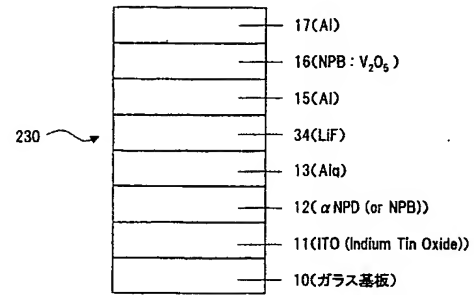 17(Al)
16(NPB : V₂O₅)
15(Al)
34(LiF)
230
13(Alq)
12(αNPD (or NPB))
11(ITO (Indium Tin Oxide))
10(ガラス基板)